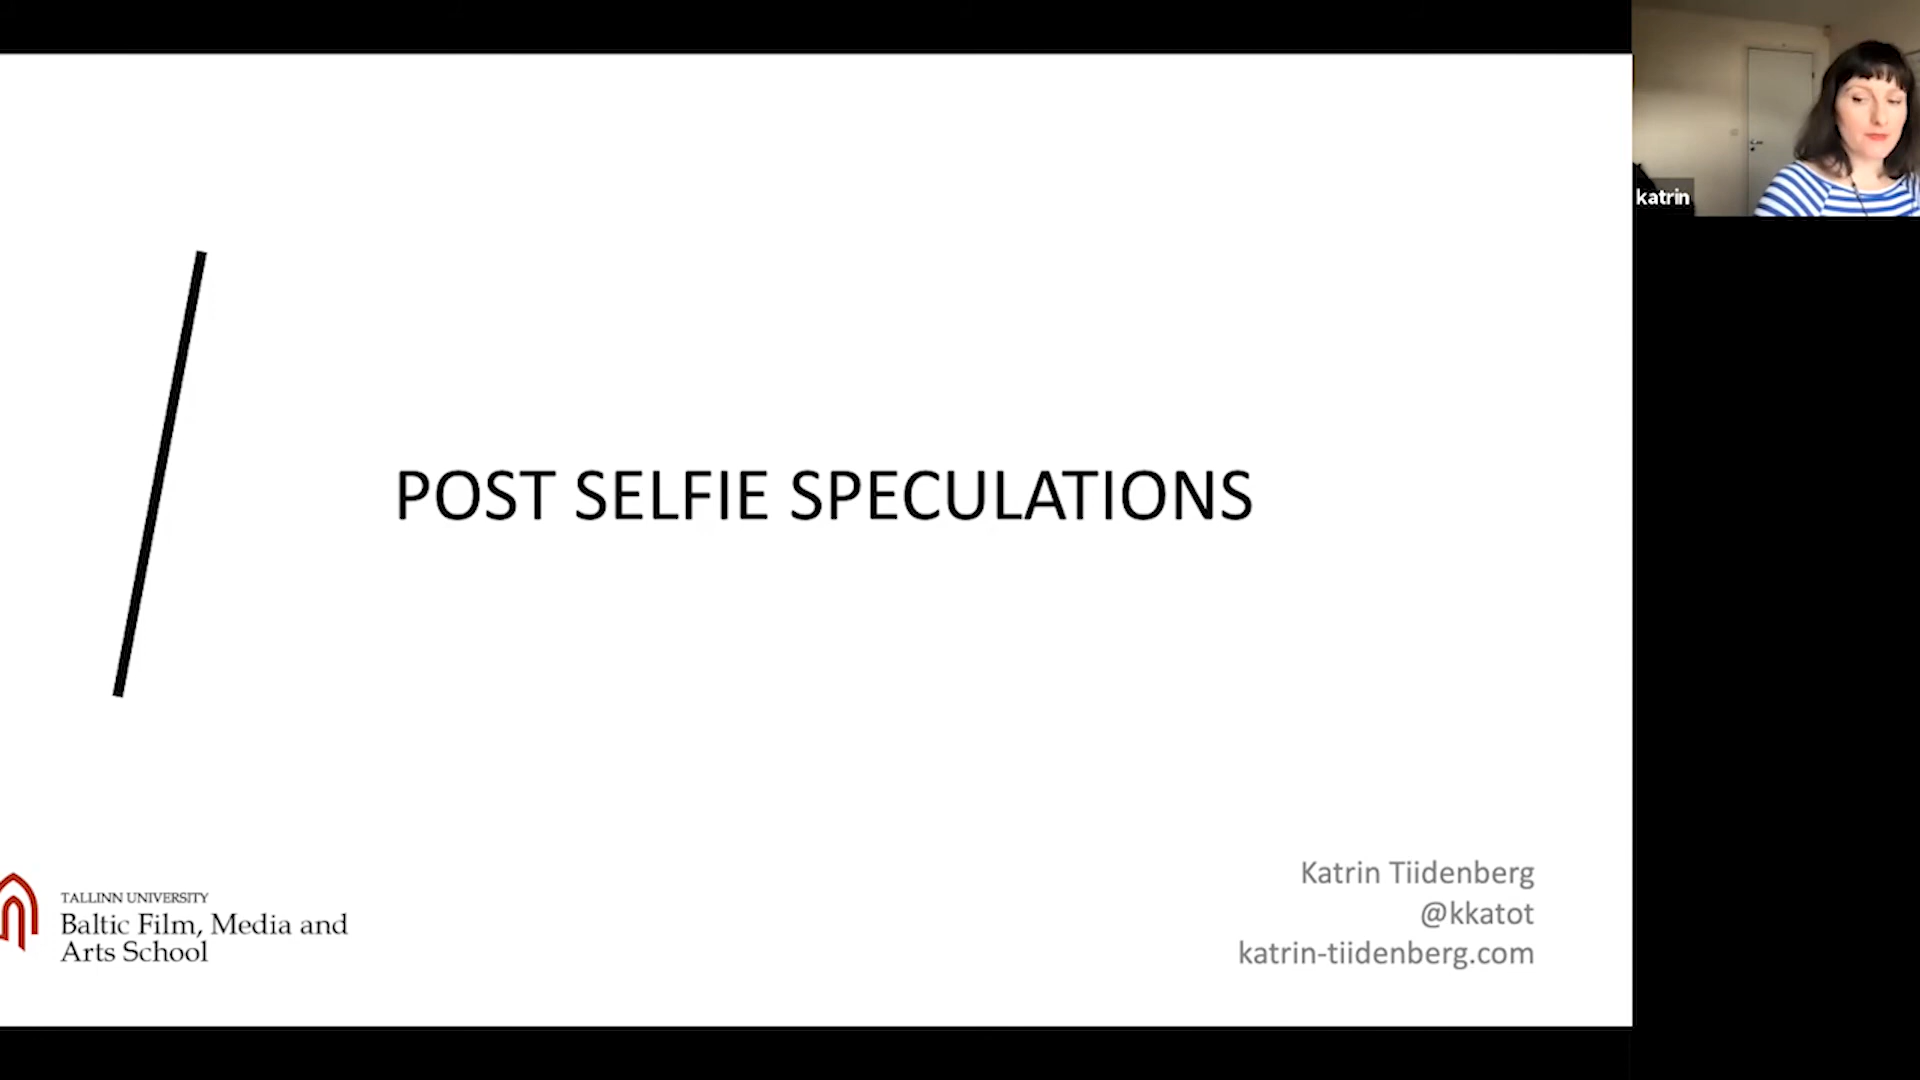 katrin
POST SELFIE SPECULATIONS
Katrin Tiidenberg
@kkatot
katrin-tiidenberg.com
TALLINN UNIVERSITY
Baltic Film, Media and
Arts School